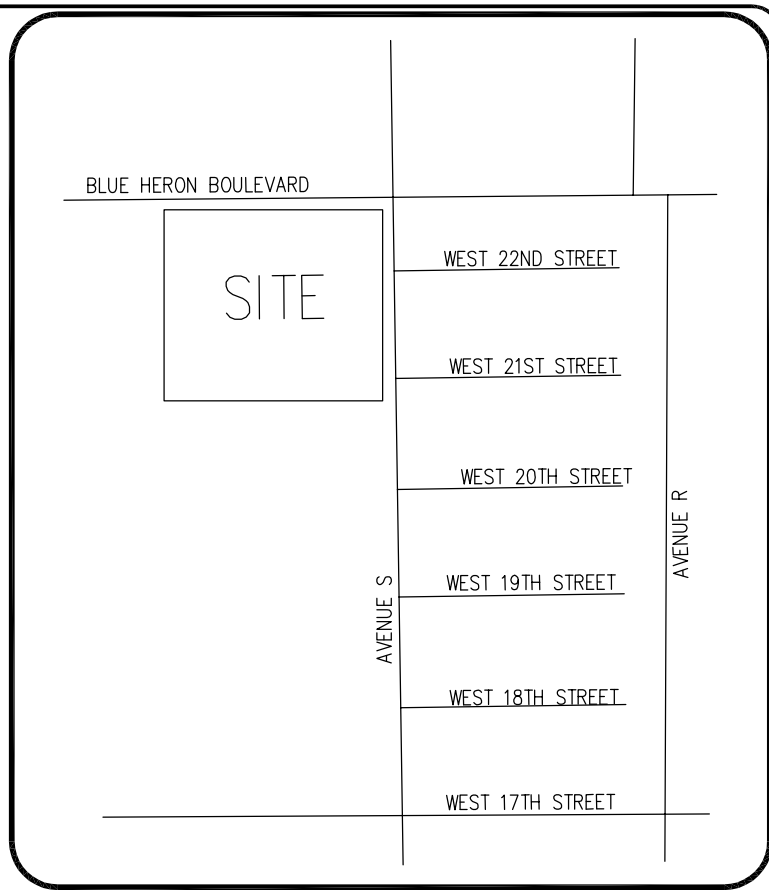 BLUE HERON BOULEVARD
WEST 22ND STREET
SITE
WEST 21ST STREET
WEST 20TH STREET
AVENUE R
WEST 19TH STREET
AVENUE S
WEST 18TH STREET
WEST 17TH STREET